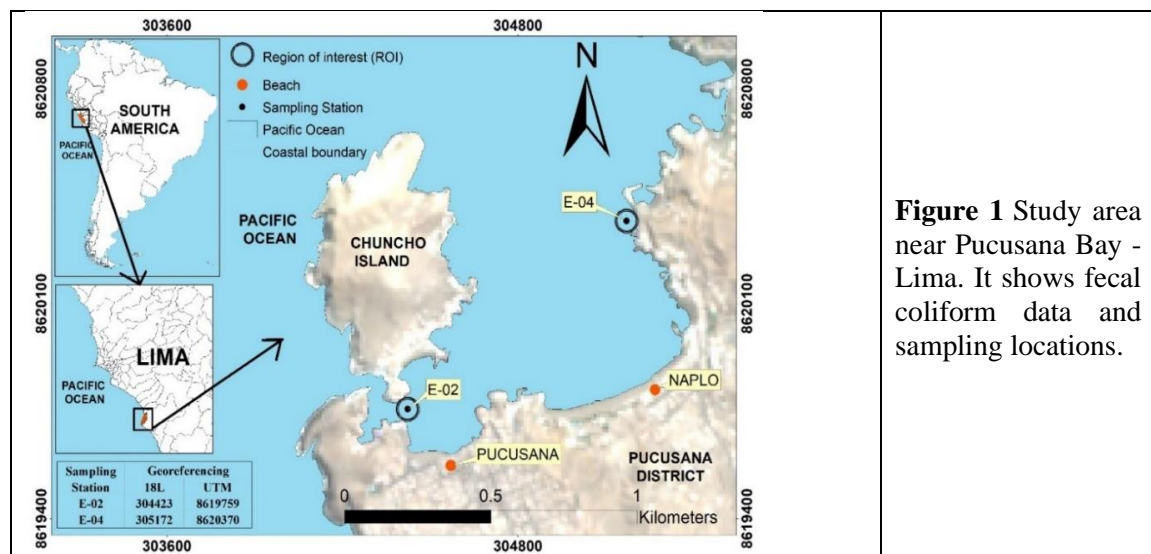 303600
304800
8620800
8620100
8619400
SOUTH
AMERICA
PACIFIC
OCEAN
Region of interest (ROI)
Beach
Sampling Station
Pacific Ocean
Coastal boundary
N
8620800
8620100
8619400
PACIFIC
OCEAN
CHUNCHO
ISLAND
E-04
E-02
NAPLO
PUCUSANA
PUCUSANA
DISTRICT
LIMA
PACIFIC
OCEAN
Sampling Georeferencing
Station 18L UTM
E-02 304423 8619759
E-04 305172 8620370
0 0.5 1
Kilometers
303600
304800
Figure 1 Study area
near Pucusana Bay -
Lima. It shows fecal
coliform data and
sampling locations.